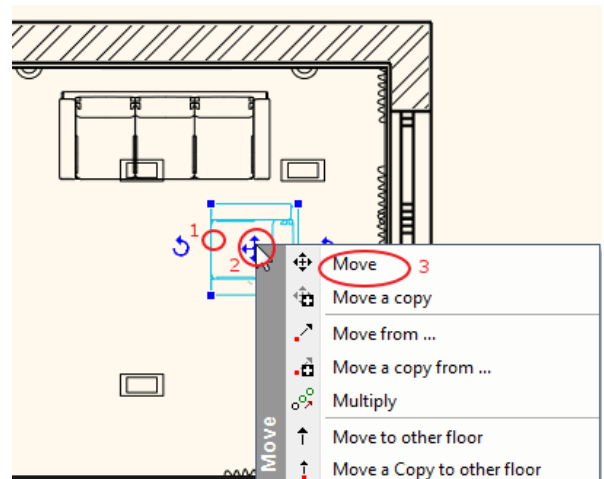 1
2
Move 3
Move a copy
Move from ...
Move a copy from ...
Multiply
Move to other floor
Move a Copy to other floor
Move